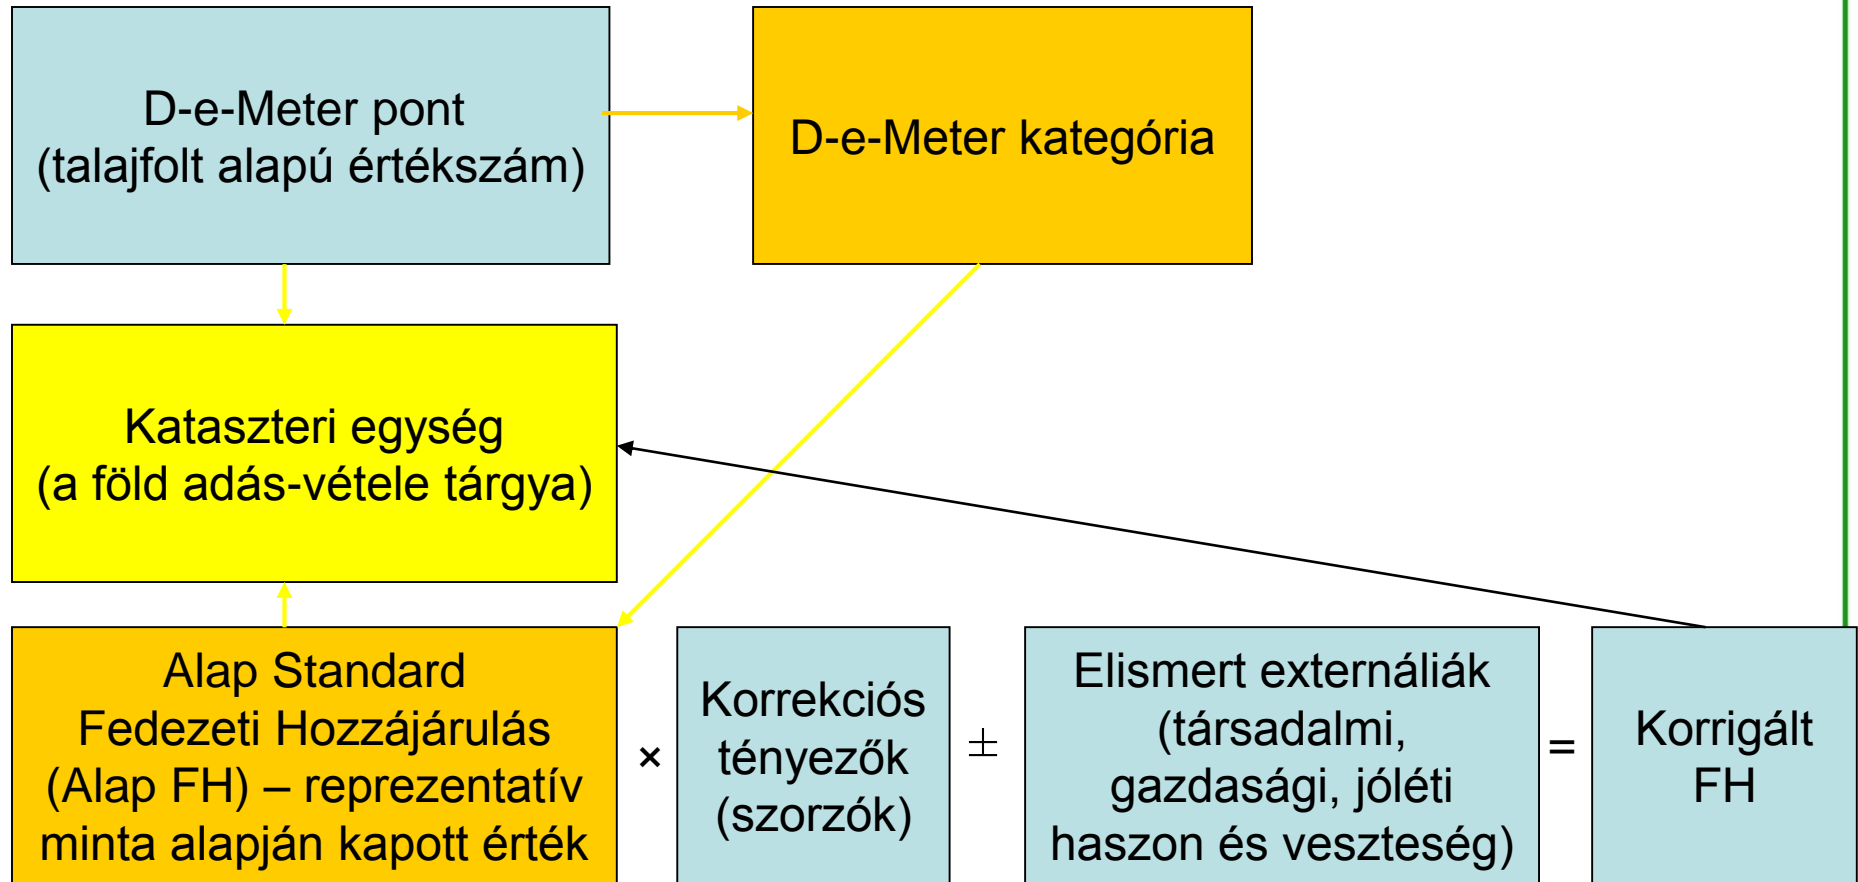 D-e-Meter pont
(talajfolt alapú értékszám)
D-e-Meter kategória
Kataszteri egység
(a föld adás-vétele tárgya)
Alap Standard
Fedezeti Hozzájárulás
(Alap FH) – reprezentatív
minta alapján kapott érték
×
Korrekciós
tényezők
(szorzók)
±
Elismert externáliák
(társadalmi,
gazdasági, jóléti
haszon és veszteség)
=
Korrigált
FH